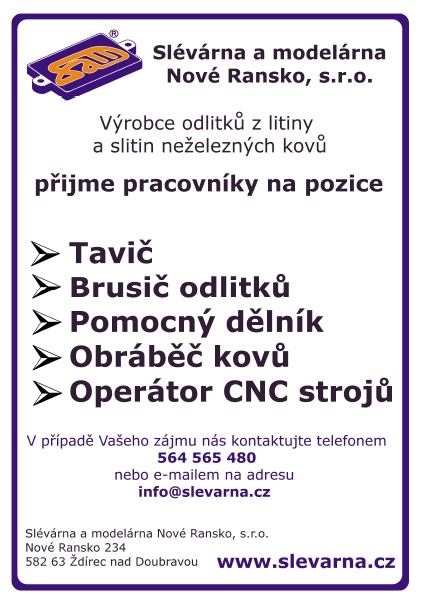 ®
Slévárna a modelárna
Nové Ransko, s.r.o.
Výrobce odlitků z litiny
a slitin neželezných kovů
přijme pracovníky na pozice
Tavič
Brusič odlitků
Pomocný dělník
Obráběč kovů
Operátor CNC strojů
V případě Vašeho zájmu nás kontaktujte telefonem
564 565 480
nebo e-mailem na adresu
info@slevarna.cz
Slévárna a modelárna Nové Ransko, s.r.o.
Nové Ransko 234
582 63 Ždírec nad Doubravou
www.slevarna.cz